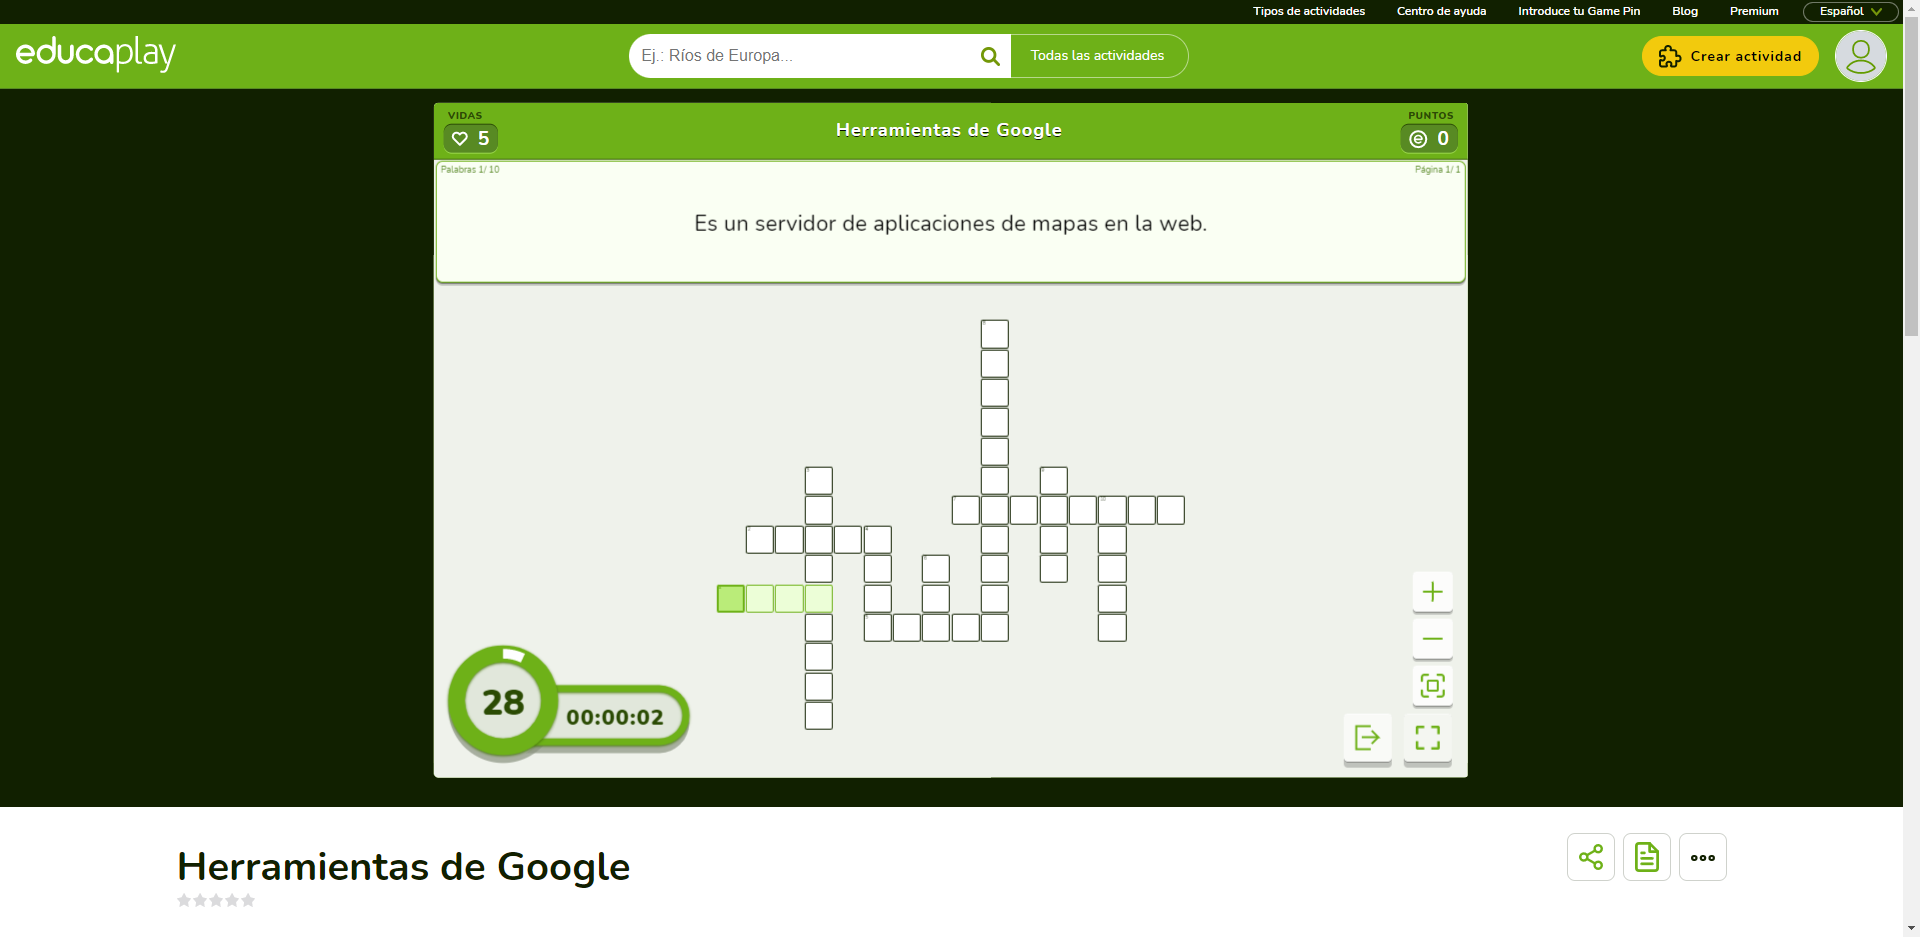 Tipos de actividades Centro de ayuda Introduce tu Game Pin Blog Premium Español
educaplay Ej.: Ríos de Europa... Todas las actividades Crear actividad
VIDAS
5
Herramientas de Google
PUNTOS
0
Palabras 1/ 10 Página 1/ 1
Es un servidor de aplicaciones de mapas en la web.
28
00:00:02
Herramientas de Google